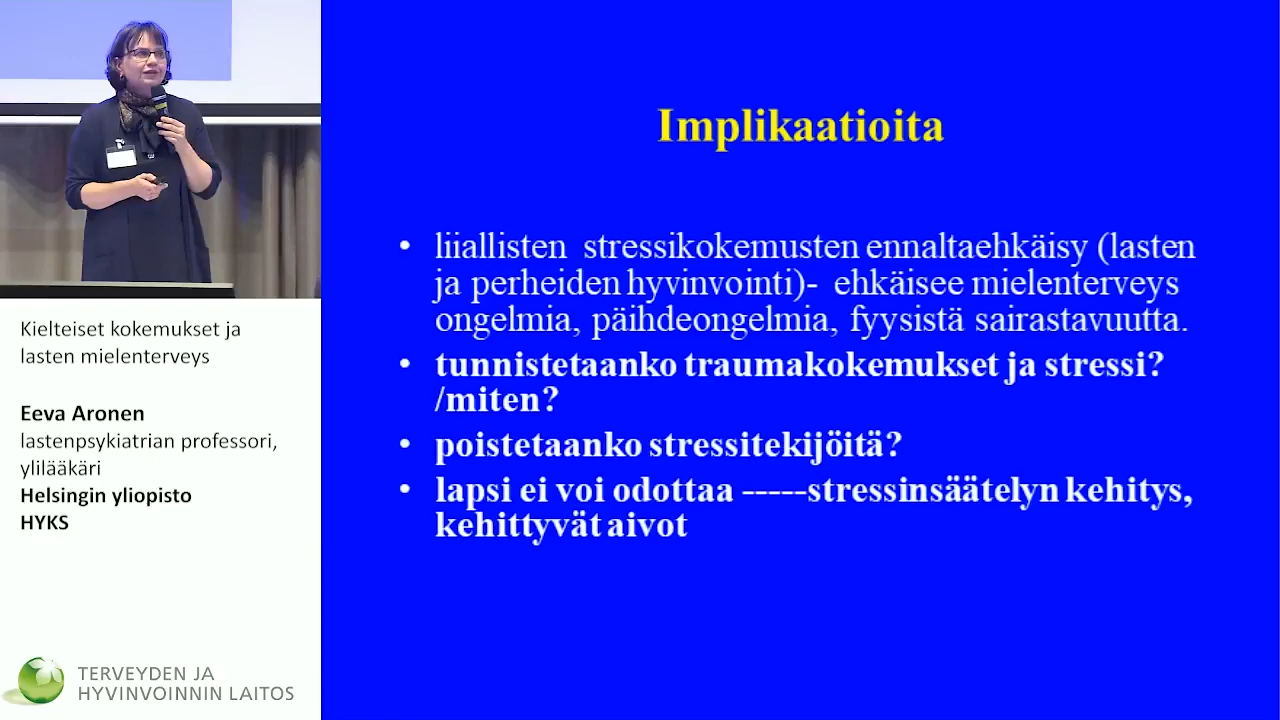 Implikaatioita
• liiallisten stressikokemusten ennaltaehkäisy (lasten
ja perheiden hyvinvointi)- ehkäisee mielenterveys
ongelmia, päihdeongelmia, fyysistä sairastavuutta.
• tunnistetaanko traumakokemukset ja stressi?
/miten?
• poistetaanko stressitekijöitä?
• lapsi ei voi odottaa -----stressinsäätelyn kehitys,
kehittyvät aivot
Kielteiset kokemukset ja
lasten mielenterveys
Eeva Aronen
lastenpsykiatrian professori,
ylilääkäri
Helsingin yliopisto
HYKS
TERVEYDEN JA
HYVINVOINNIN LAITOS